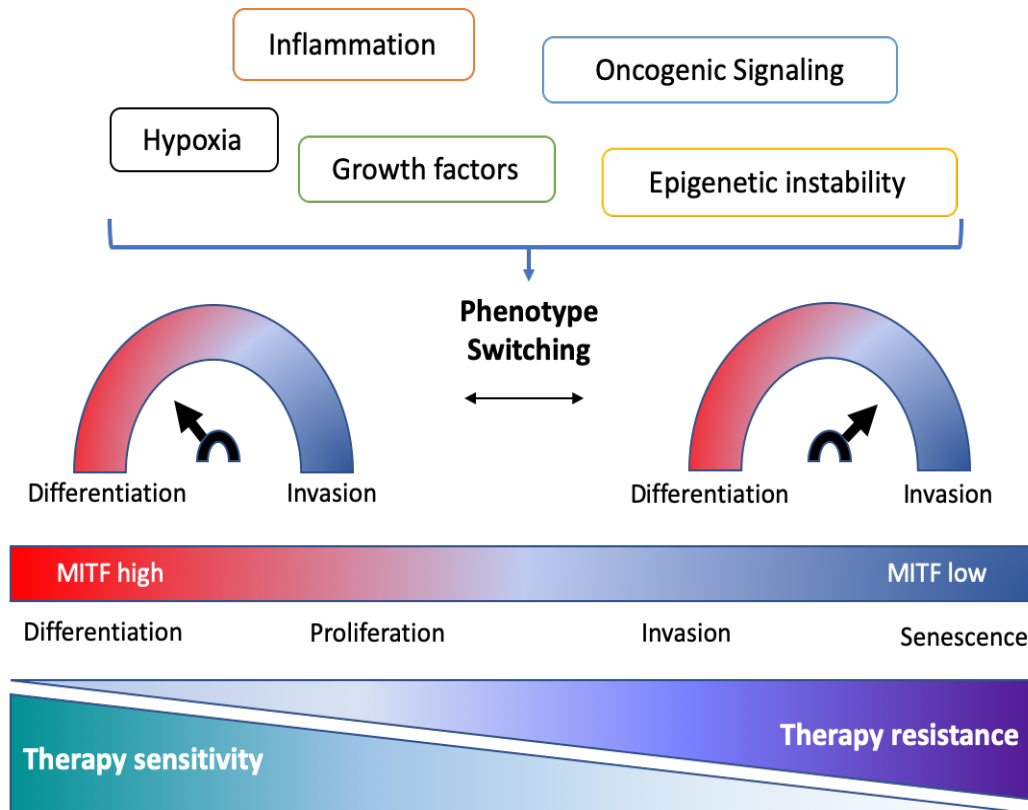 Inflammation
Oncogenic Signaling
Hypoxia
Growth factors
Epigenetic instability
Phenotype
Switching
Differentiation
Invasion
Differentiation
Invasion
MITF high
MITF low
Differentiation
Proliferation
Invasion
Senescence
Therapy resistance
Therapy sensitivity